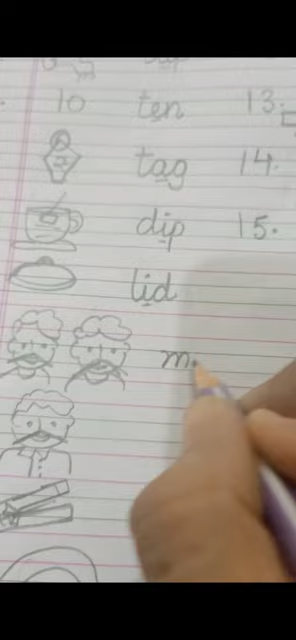 10 ten 13.
tag 14.
dip 15.
lid
m